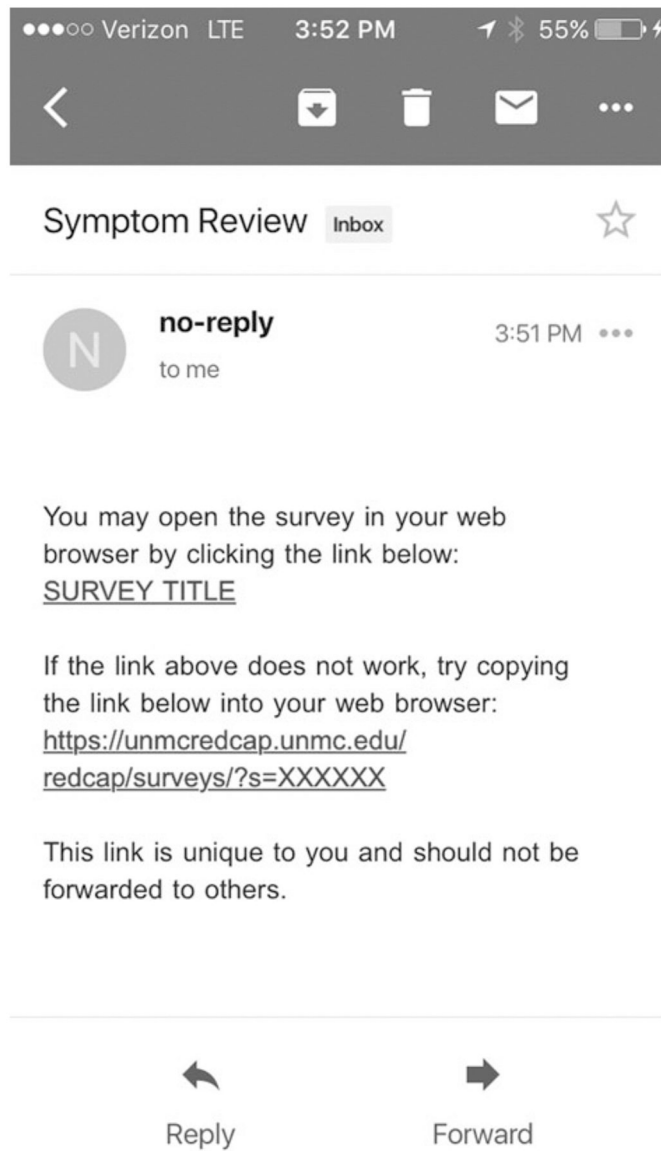 Verizon LTE 3:52 PM 55%
Symptom Review Inbox
N
no-reply 3:51 PM
to me
You may open the survey in your web
browser by clicking the link below:
SURVEY TITLE
If the link above does not work, try copying
the link below into your web browser:
https://unmcredcap.unmc.edu/
redcap/surveys/?s=XXXXXX
This link is unique to you and should not be
forwarded to others.
Reply Forward